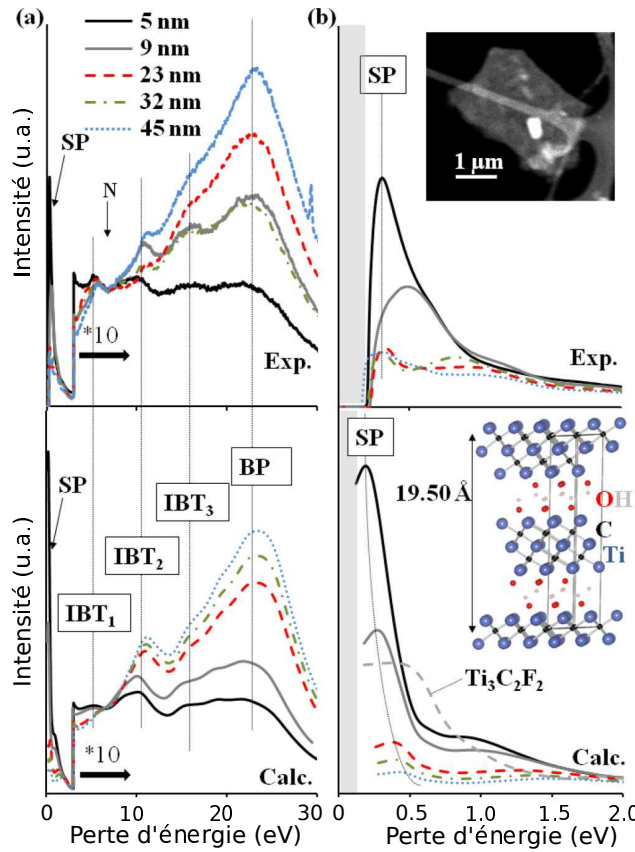 (a)
5 nm
9 nm
23 nm
32 nm
45 nm
SP
N
*10
Exp.
Intensité (u.a.)
(b)
SP
1 µm
Exp.
SP
IBT1
IBT2
IBT3
BP
*10
Calc.
Intensité (u.a.)
0 10 20 30
Perte d'énergie (eV)
SP
19.50 Å
OH
C
Ti
Ti3C2F2
Calc.
0 0.5 1.0 1.5 2.0
Perte d'énergie (eV)